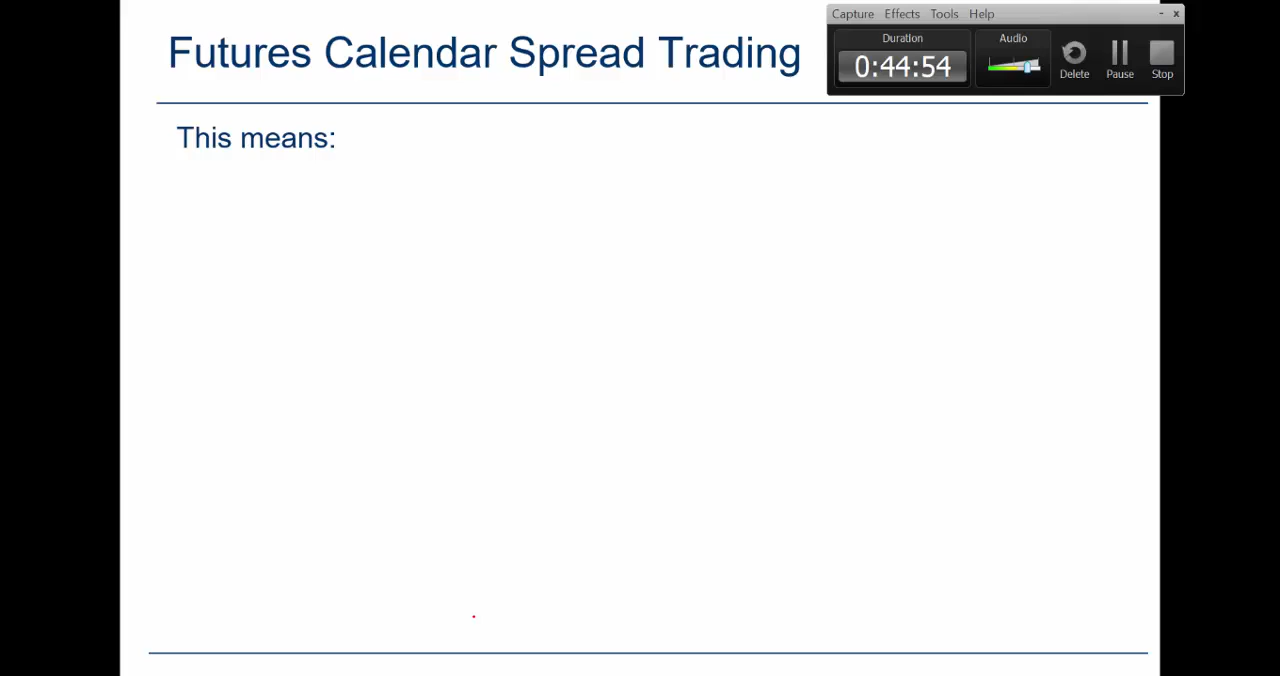 Futures Calendar Spread Trading
Capture Effects Tools Help - x
Duration
Audio
0:44:54
Delete Pause Stop
This means: